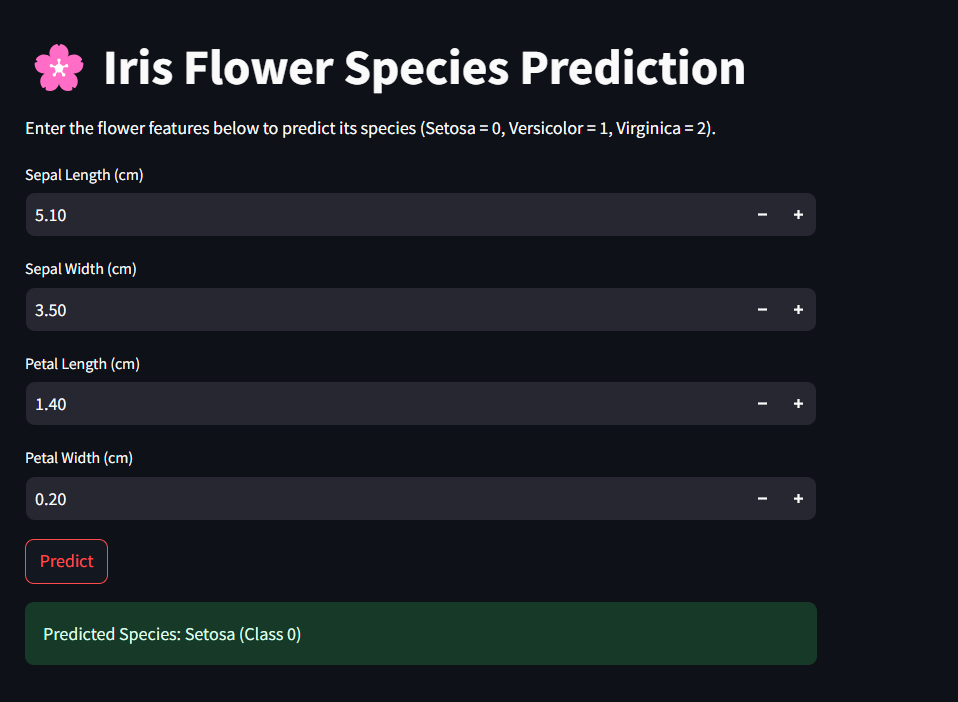 Iris Flower Species Prediction
Enter the flower features below to predict its species (Setosa = 0, Versicolor = 1, Virginica = 2).
Sepal Length (cm)
5.10 − +
Sepal Width (cm)
3.50 − +
Petal Length (cm)
1.40 − +
Petal Width (cm)
0.20 − +
Predict
Predicted Species: Setosa (Class 0)